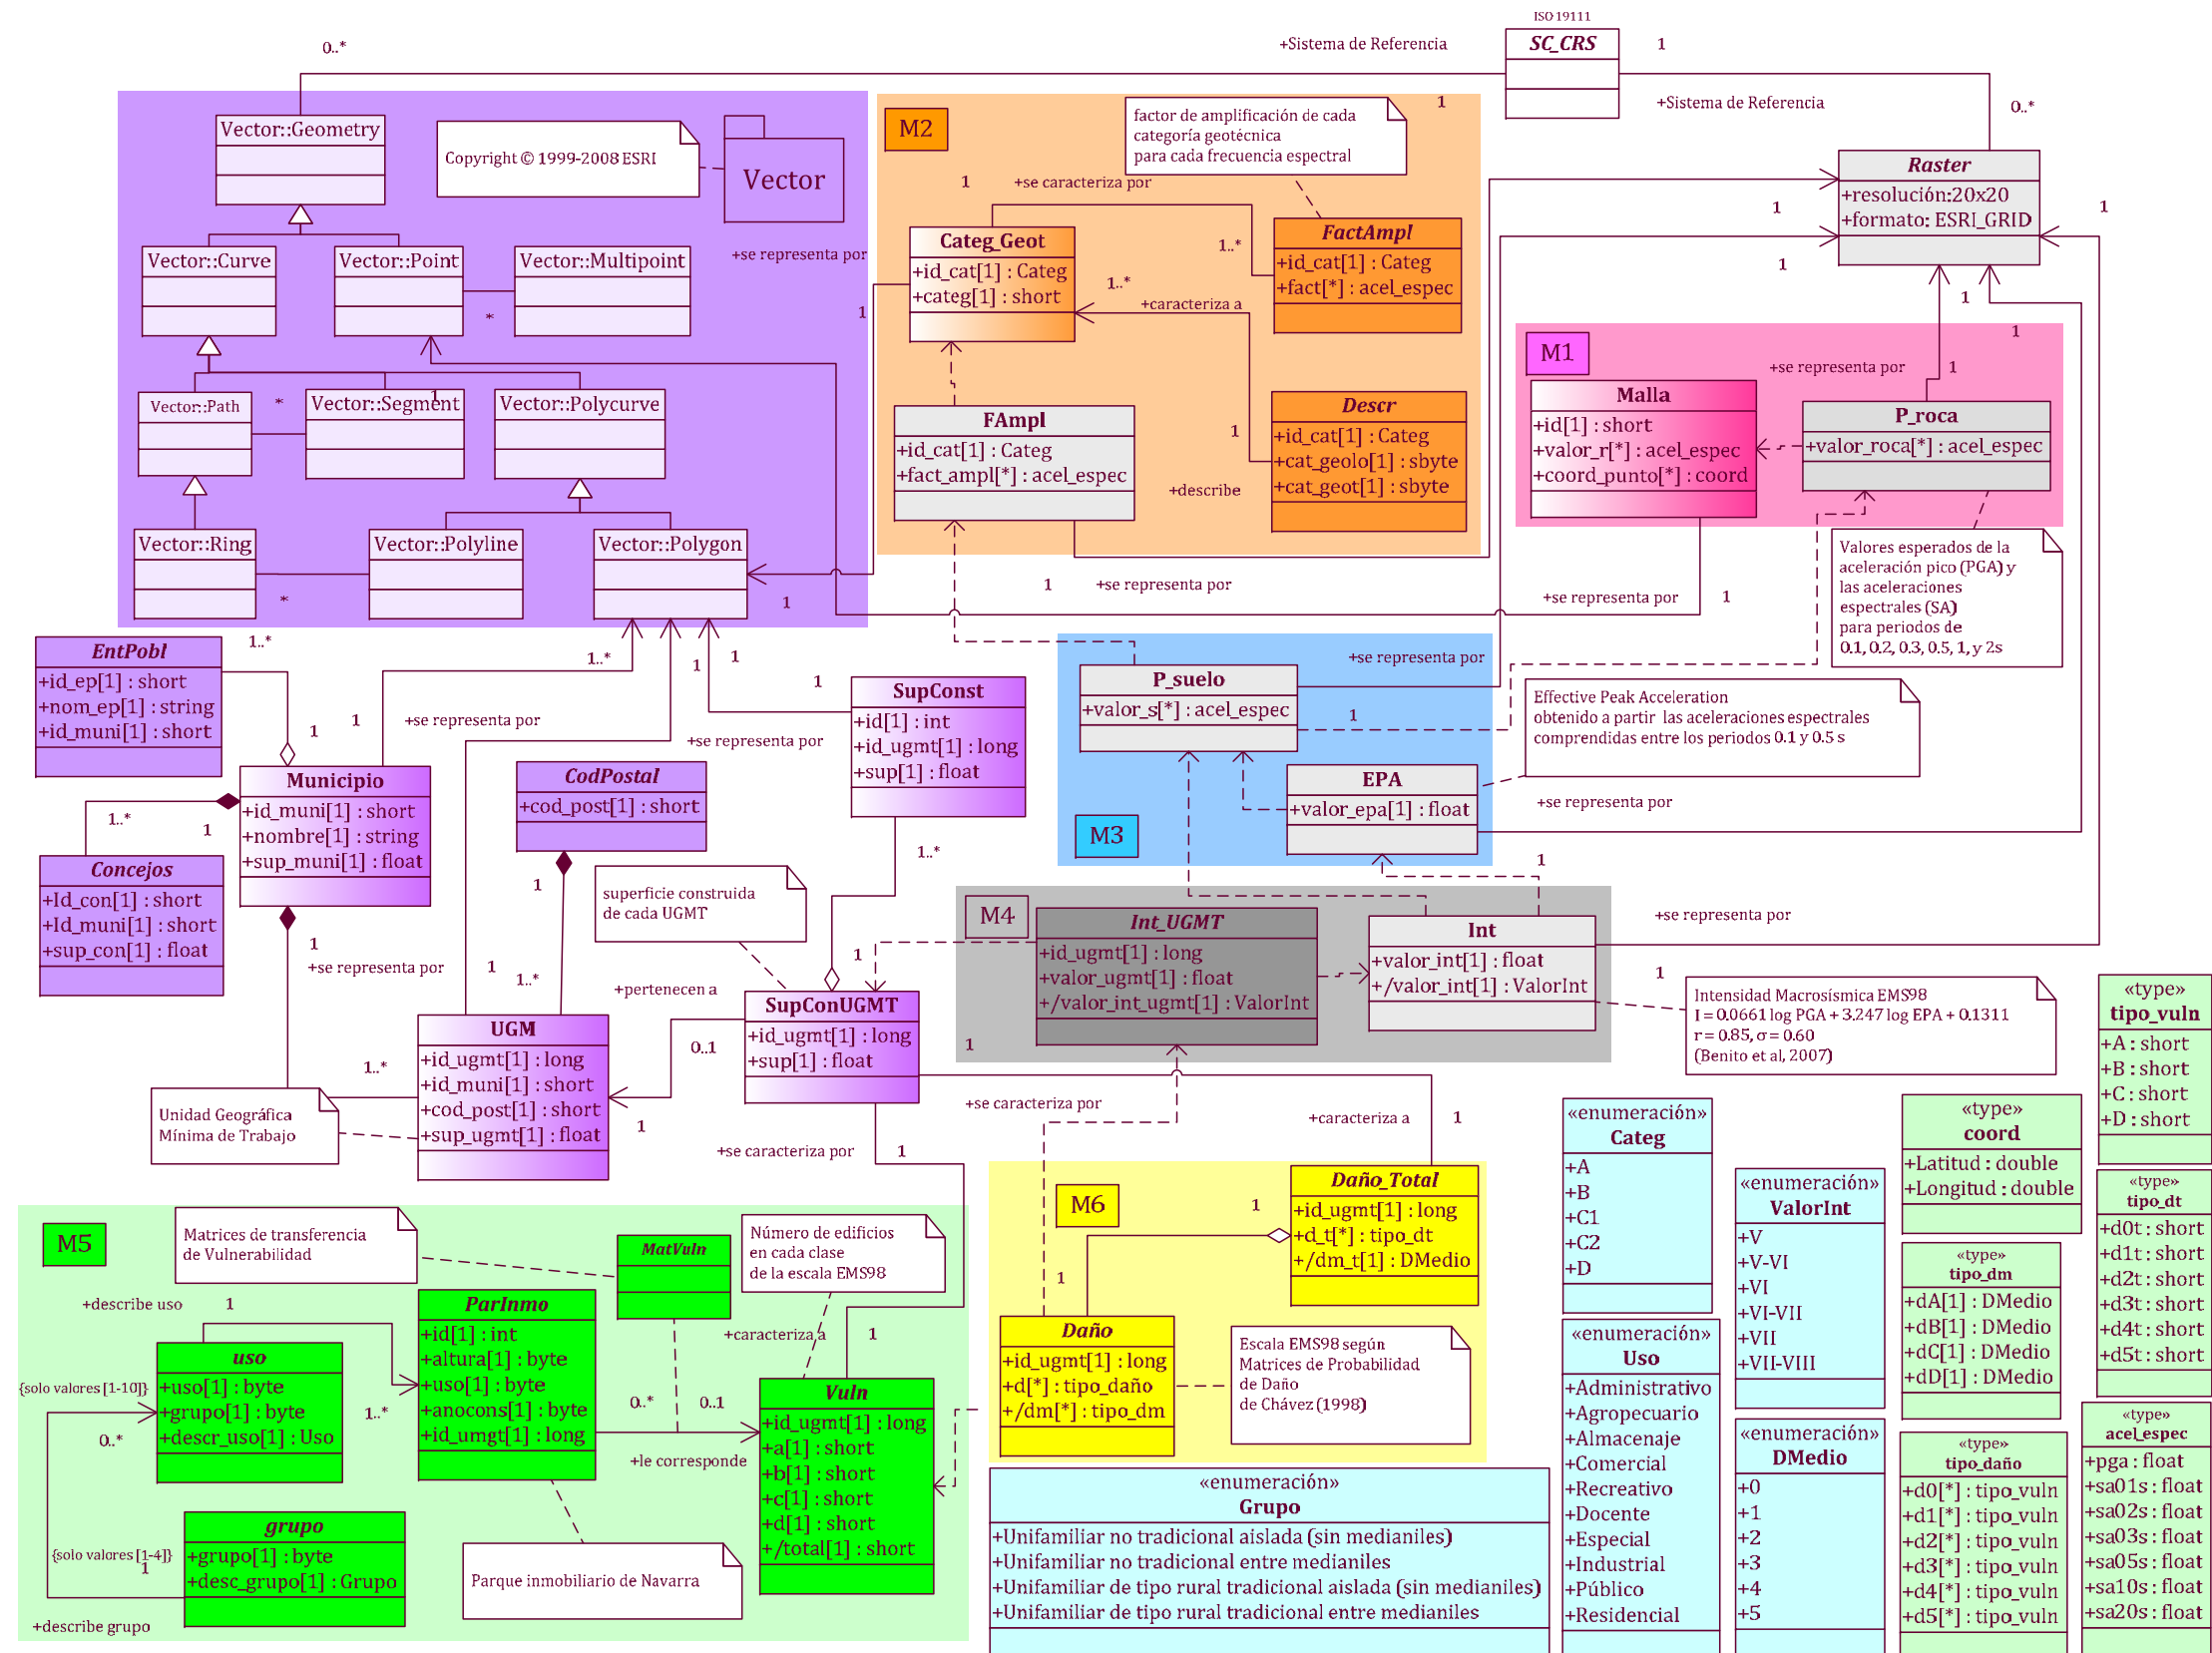 ISO 19111
SC_CRS
0..*
+Sistema de Referencia
1
+Sistema de Referencia
0..*
Vector::Geometry
Copyright © 1999-2008 ESRI
Vector
Vector::Curve
Vector::Point
Vector::Multipoint
*
Vector::Path
*
Vector::Segment
1
Vector::Polycurve
Vector::Ring
*
Vector::Polyline
Vector::Polygon
+se representa por
1
1
M2
factor de amplificación de cada
categoría geotécnica
para cada frecuencia espectral
1
1
+se caracteriza por
Categ_Geot
+id_cat[1] : Categ
+categ[1] : short
1..*
1..*
+caracteriza a
FactAmpl
+id_cat[1] : Categ
+fact[*] : acel_espec
FAmpl
+id_cat[1] : Categ
+fact_ampl[*] : acel_espec
1
+describe
Descr
+id_cat[1] : Categ
+cat_geolo[1] : sbyte
+cat_geot[1] : sbyte
1
+se representa por
Raster
+resolución:20x20
+formato: ESRI_GRID
1
1
1
1
1
M1
+se representa por
1
Malla
+id[1] : short
+valor_r[*] : acel_espec
+coord_punto[*] : coord
P_roca
+valor_roca[*] : acel_espec
+se representa por
1
Valores esperados de la
aceleración pico (PGA) y
las aceleraciones
espectrales (SA)
para periodos de
0.1, 0.2, 0.3, 0.5, 1, y 2s
EntPobl
+id_ep[1] : short
+nom_ep[1] : string
+id_muni[1] : short
1..*
1
1
1..*
+se representa por
1
1
1
+se representa por
SupConst
+id[1] : int
+id_ugmt[1] : long
+sup[1] : float
+se representa por
P_suelo
+valor_s[*] : acel_espec
1
Effective Peak Acceleration
obtenido a partir las aceleraciones espectrales
comprendidas entre los periodos 0.1 y 0.5 s
EPA
+valor_epa[1] : float
M3
+se representa por
1
Municipio
+id_muni[1] : short
+nombre[1] : string
+sup_muni[1] : float
1..*
1
CodPostal
+cod_post[1] : short
Concejos
+Id_con[1] : short
+Id_muni[1] : short
+sup_con[1] : float
1
+se representa por
1
1
1..*
superficie construida
de cada UGMT
1..*
1
+pertenecen a
SupConUGMT
+id_ugmt[1] : long
+sup[1] : float
0..1
1
UGM
+id_ugmt[1] : long
+id_muni[1] : short
+cod_post[1] : short
+sup_ugmt[1] : float
1..*
Unidad Geográfica
Mínima de Trabajo
M4
Int_UGMT
+id_ugmt[1] : long
+valor_ugmt[1] : float
+/valor_int_ugmt[1] : ValorInt
Int
+valor_int[1] : float
+/valor_int[1] : ValorInt
+se representa por
1
Intensidad Macrosísmica EMS98
I = 0.0661 log PGA + 3.247 log EPA + 0.1311
r = 0.85, σ = 0.60
(Benito et al, 2007)
1
+se caracteriza por
+caracteriza a
1
+se caracteriza por
1
M5
Matrices de transferencia
de Vulnerabilidad
MatVuln
Número de edificios
en cada clase
de la escala EMS98
+describe uso
1
uso
+uso[1] : byte
+grupo[1] : byte
+descr_uso[1] : Uso
{solo valores [1-10]}
0..*
1..*
ParInmo
+id[1] : int
+altura[1] : byte
+uso[1] : byte
+anocons[1] : byte
+id_umgt[1] : long
+caracteriza a
1
0..*
0..1
+le corresponde
Vuln
+id_ugmt[1] : long
+a[1] : short
+b[1] : short
+c[1] : short
+d[1] : short
+/total[1] : short
grupo
+grupo[1] : byte
+desc_grupo[1] : Grupo
{solo valores [1-4]}
1
+describe grupo
Parque inmobiliario de Navarra
M6
1
1
Daño_Total
+id_ugmt[1] : long
+d_t[*] : tipo_dt
+/dm_t[1] : DMedio
Daño
+id_ugmt[1] : long
+d[*] : tipo_daño
+/dm[*] : tipo_dm
Escala EMS98 según
Matrices de Probabilidad
de Daño
de Chávez (1998)
«enumeración»
Grupo
+Unifamiliar no tradicional aislada (sin medianiles)
+Unifamiliar no tradicional entre medianiles
+Unifamiliar de tipo rural tradicional aislada (sin medianiles)
+Unifamiliar de tipo rural tradicional entre medianiles
«enumeración»
Categ
+A
+B
+C1
+C2
+D
«enumeración»
Uso
+Administrativo
+Agropecuario
+Almacenaje
+Comercial
+Recreativo
+Docente
+Especial
+Industrial
+Público
+Residencial
«enumeración»
ValorInt
+V
+V-VI
+VI
+VI-VII
+VII
+VII-VIII
«enumeración»
DMedio
+0
+1
+2
+3
+4
+5
«type»
coord
+Latitud : double
+Longitud : double
«type»
tipo_dm
+dA[1] : DMedio
+dB[1] : DMedio
+dC[1] : DMedio
+dD[1] : DMedio
«type»
tipo_daño
+d0[*] : tipo_vuln
+d1[*] : tipo_vuln
+d2[*] : tipo_vuln
+d3[*] : tipo_vuln
+d4[*] : tipo_vuln
+d5[*] : tipo_vuln
«type»
tipo_vuln
+A : short
+B : short
+C : short
+D : short
«type»
tipo_dt
+d0t : short
+d1t : short
+d2t : short
+d3t : short
+d4t : short
+d5t : short
«type»
acel_espec
+pga : float
+sa01s : float
+sa02s : float
+sa03s : float
+sa05s : float
+sa10s : float
+sa20s : float